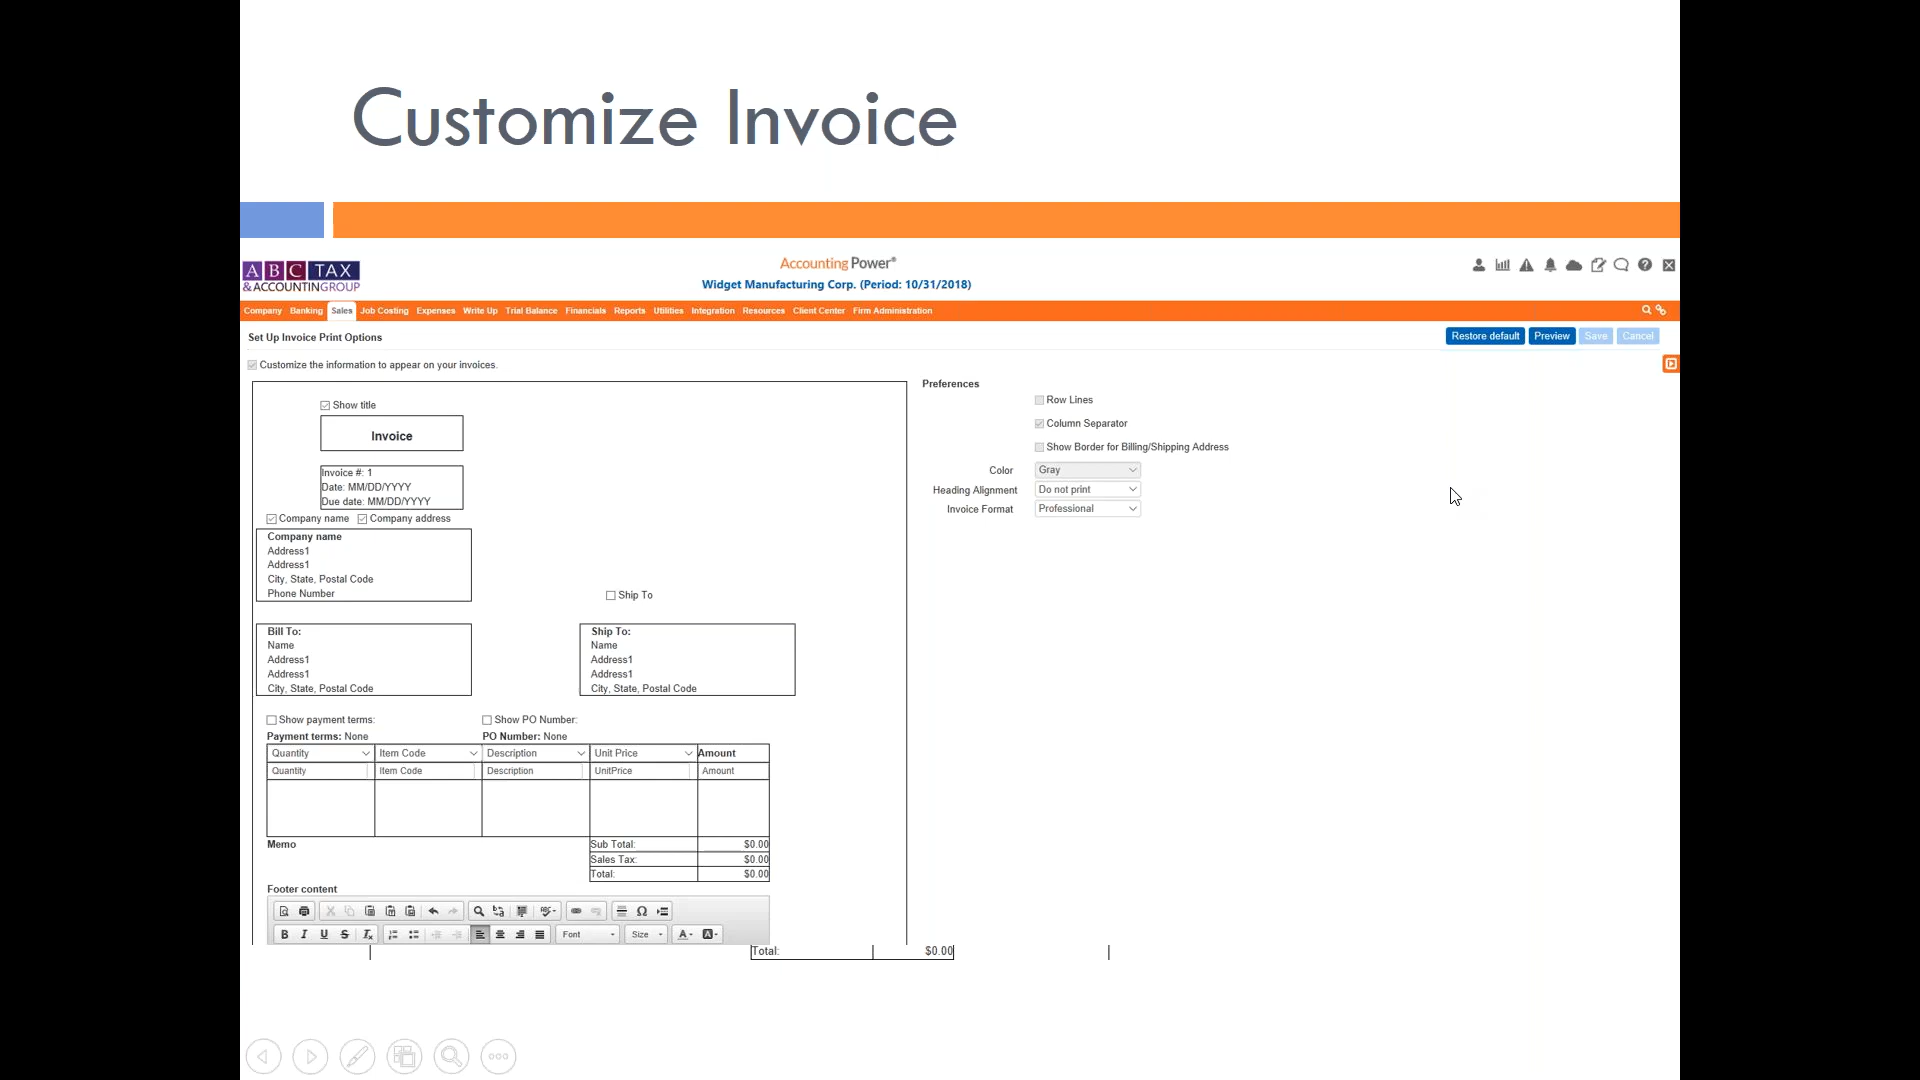 Customize Invoice
ABC TAX
& ACCOUNTINGGROUP
Accounting Power®
Widget Manufacturing Corp. (Period: 10/31/2018)
Company Banking Sales Job Costing Expenses Write Up Trial Balance Financials Reports Utilities Integration Resources Client Center Firm Administration
Set Up Invoice Print Options
Restore default Preview Save Cancel
Customize the information to appear on your invoices.
Preferences
Show title
Row Lines
Invoice
Column Separator
Show Border for Billing/Shipping Address
Invoice #: 1
Color Gray
Date: MM/DD/YYYY
Heading Alignment Do not print
Due date: MM/DD/YYYY
Invoice Format Professional
Company name Company address
Company name
Address1
Address1
City, State, Postal Code
Phone Number
Ship To
Bill To: Ship To:
Name Name
Address1 Address1
Address1 Address1
City, State, Postal Code City, State, Postal Code
Show payment terms: Show PO Number:
Payment terms: None PO Number: None
Quantity Item Code Description Unit Price Amount
Quantity Item Code Description UnitPrice Amount
Memo Sub Total: $0.00
Sales Tax: $0.00
Total: $0.00
Footer content
ABC
B I U S Ix Font Size A A
Total: $0.00